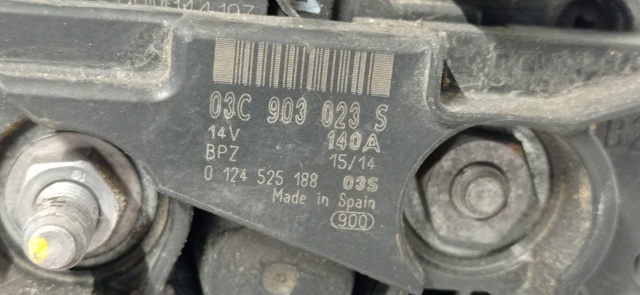 03C 903 023 S
14V 140A
BPZ 15/14
0 124 525 188 03S
Made in Spain
900